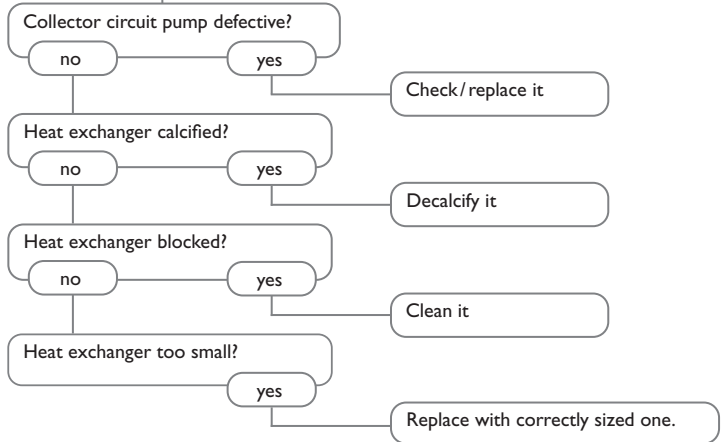 Collector circuit pump defective?
no
yes
Check / replace it
Heat exchanger calcified?
no
yes
Decalcify it
Heat exchanger blocked?
no
yes
Clean it
Heat exchanger too small?
yes
Replace with correctly sized one.